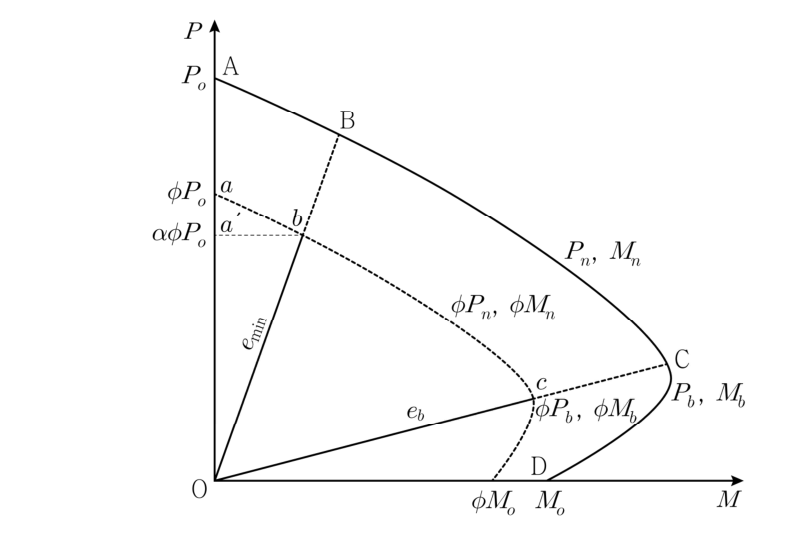 P
P_o A
B
ϕP_o a
αϕP_o a′ b
P_n, M_n
e_min
ϕP_n, ϕM_n
C
c
e_b ϕP_b, ϕM_b P_b, M_b
D
O ϕM_o M_o M